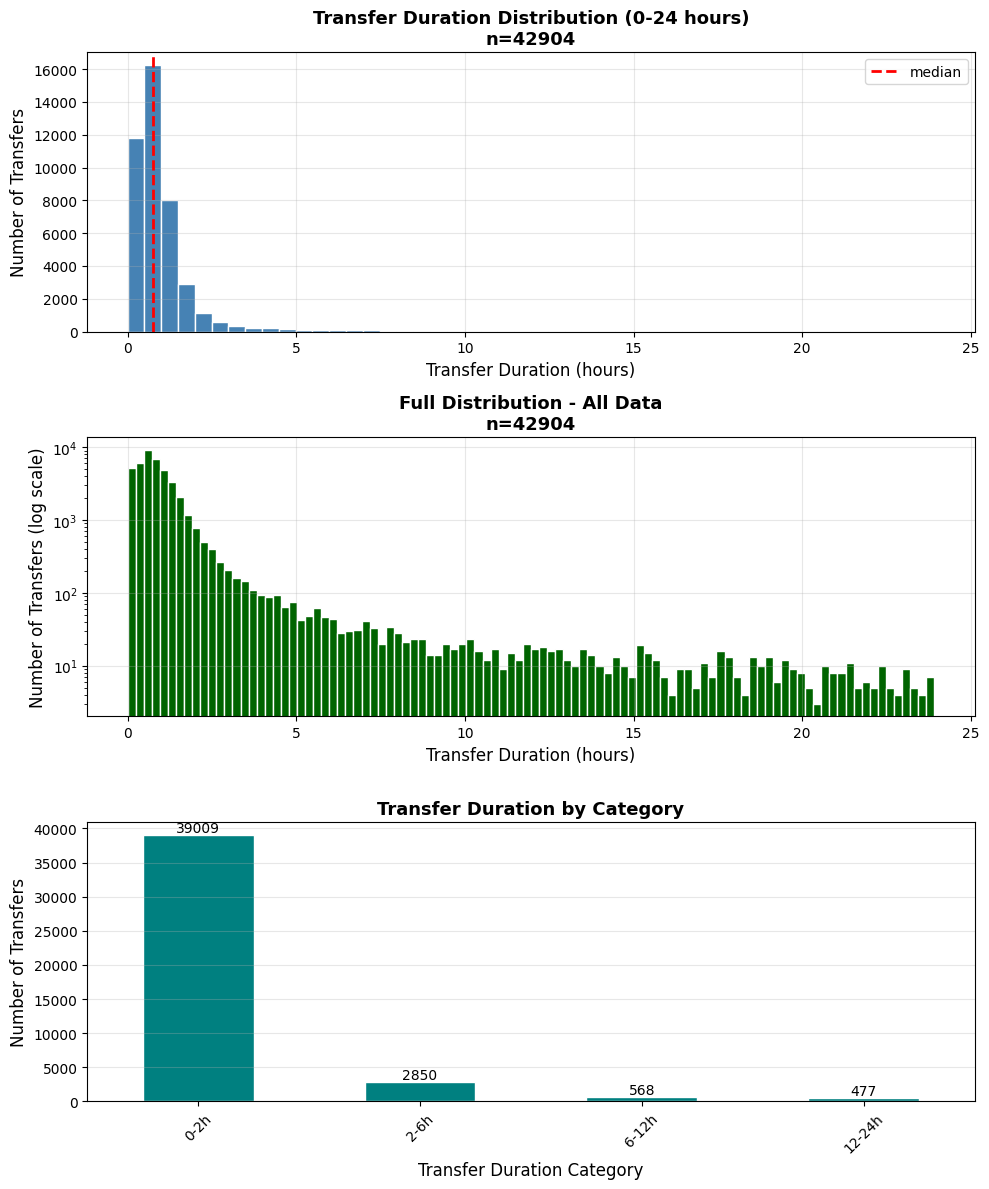 Transfer Duration Distribution (0-24 hours)
n=42904
median
Number of Transfers
16000
14000
12000
10000
8000
6000
4000
2000
0
0 5 10 15 20 25
Transfer Duration (hours)
Full Distribution - All Data
n=42904
Number of Transfers (log scale)
10⁴
10³
10²
10¹
0 5 10 15 20 25
Transfer Duration (hours)
Transfer Duration by Category
Number of Transfers
40000
35000
30000
25000
20000
15000
10000
5000
0
39009
2850
568
477
0-2h 2-6h 6-12h 12-24h
Transfer Duration Category